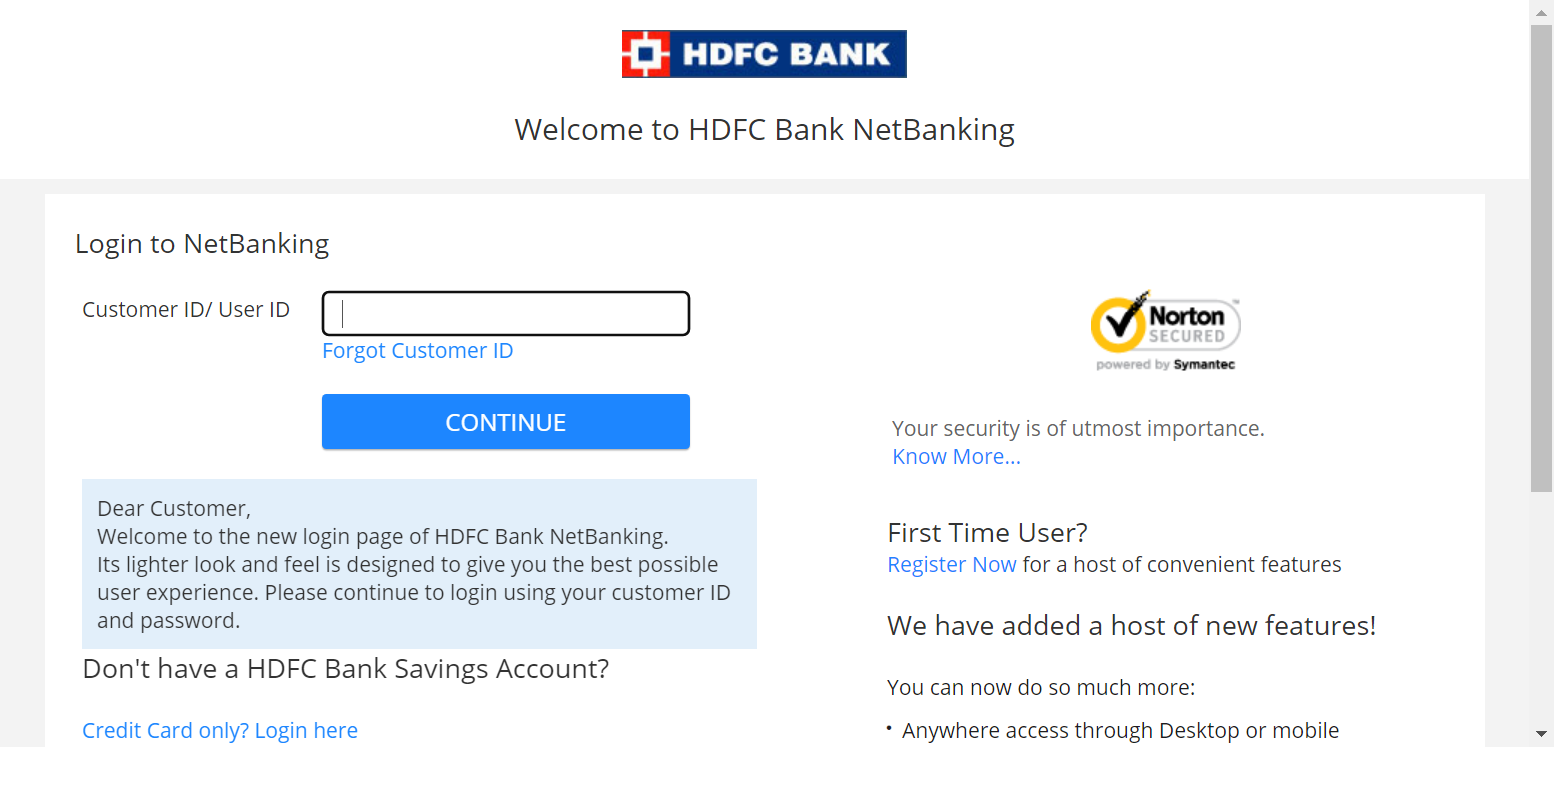 HDFC BANK
Welcome to HDFC Bank NetBanking
Login to NetBanking
Customer ID/ User ID
Forgot Customer ID
CONTINUE
Dear Customer,
Welcome to the new login page of HDFC Bank NetBanking.
Its lighter look and feel is designed to give you the best possible
user experience. Please continue to login using your customer ID
and password.
Don't have a HDFC Bank Savings Account?
Credit Card only? Login here
Norton™
SECURED
powered by Symantec
Your security is of utmost importance.
Know More...
First Time User?
Register Now for a host of convenient features
We have added a host of new features!
You can now do so much more:
• Anywhere access through Desktop or mobile